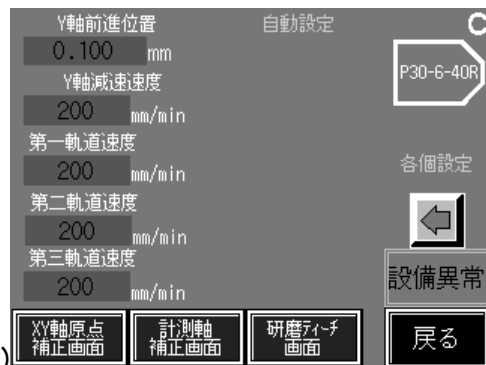 Y軸前進位置
自動設定
C
0.100 mm
P30-6-40R
Y軸減速速度
200 mm/min
第一軌道速度
200 mm/min
各個設定
第二軌道速度
200 mm/min
第三軌道速度
200 mm/min
設備異常
XY軸原点
補正画面
計測軸
補正画面
研磨ティーチ
画面
戻る
)